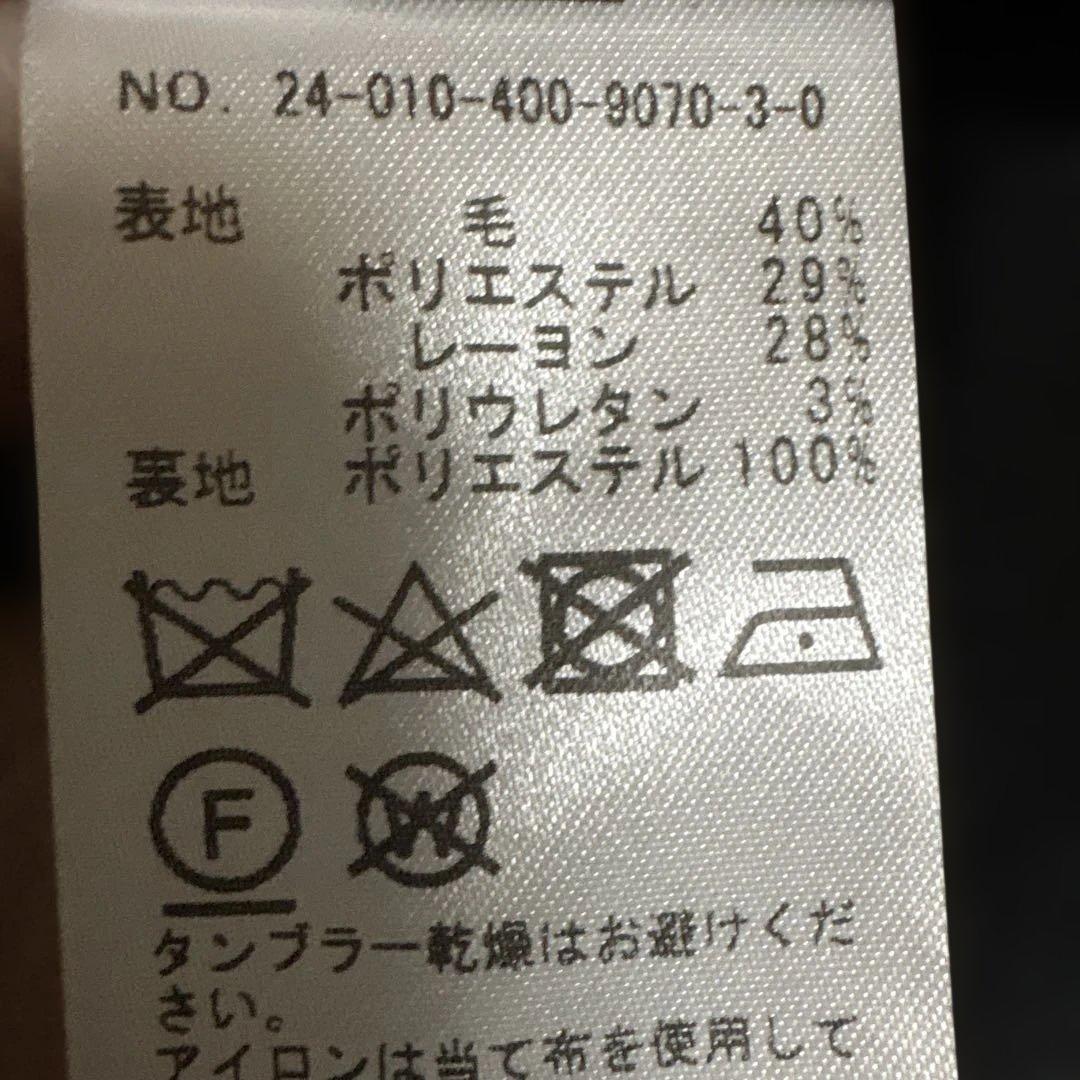 NO. 24-010-400-9070-3-0
表地 毛 40%
ポリエステル 29%
レーヨン 28%
ポリウレタン 3%
裏地 ポリエステル 100%
F W
タンブラー乾燥はお避けくだ
さい。
アイロンは当て布を使用して